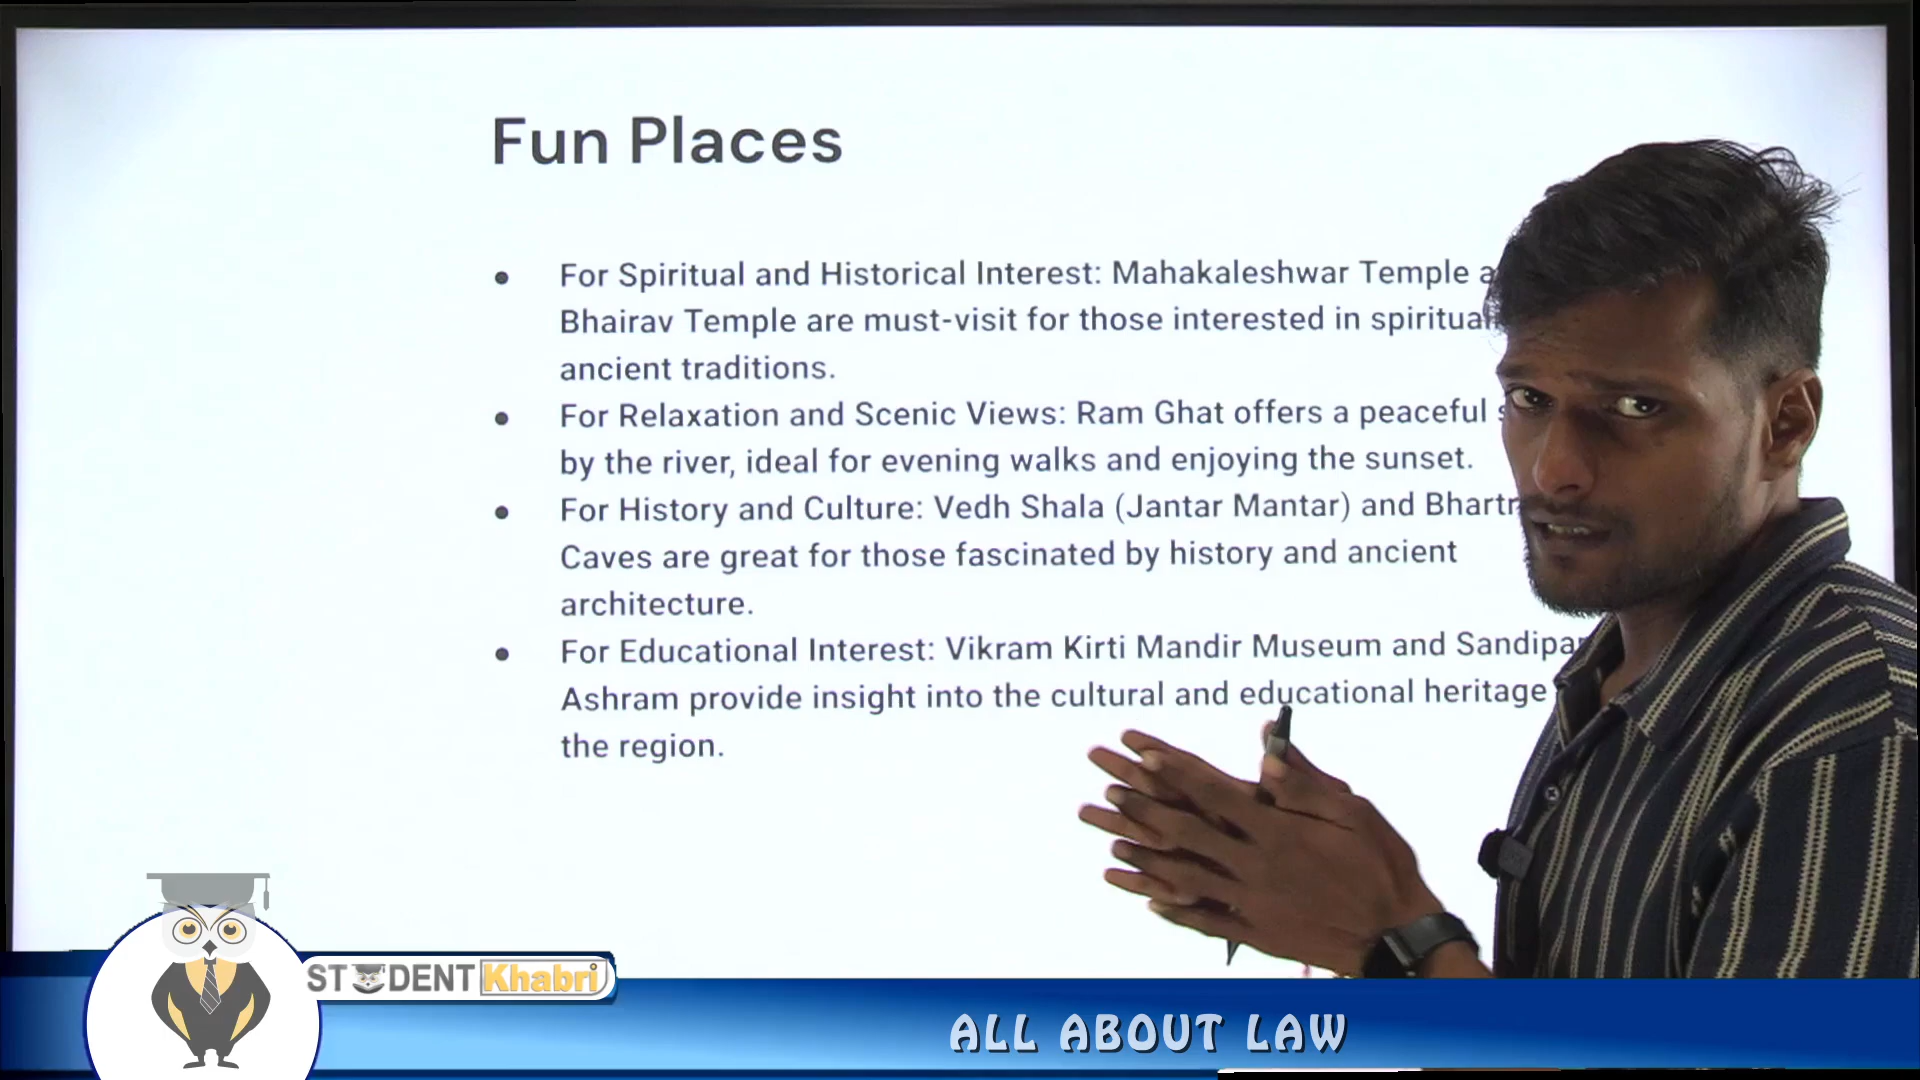 Fun Places
● For Spiritual and Historical Interest: Mahakaleshwar Temple
Bhairav Temple are must-visit for those interested in
ancient traditions.
● For Relaxation and Scenic Views: Ram Ghat offers a peaceful
by the river, ideal for evening walks and enjoying the sunset.
● For History and Culture: Vedh Shala (Jantar Mantar) and
Caves are great for those fascinated by history and ancient
architecture.
● For Educational Interest: Vikram Kirti Mandir Museum and
Ashram provide insight into the cultural and educational heritage
the region.
STUDENT Khabri
ALL ABOUT LAW